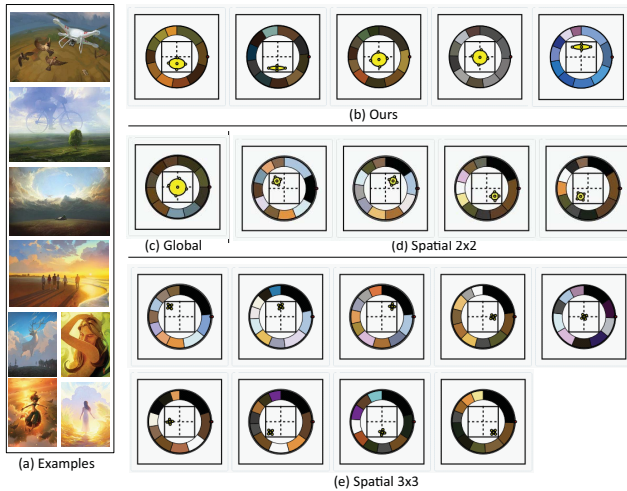 (b) Ours
(c) Global
(d) Spatial 2x2
(a) Examples
(e) Spatial 3x3